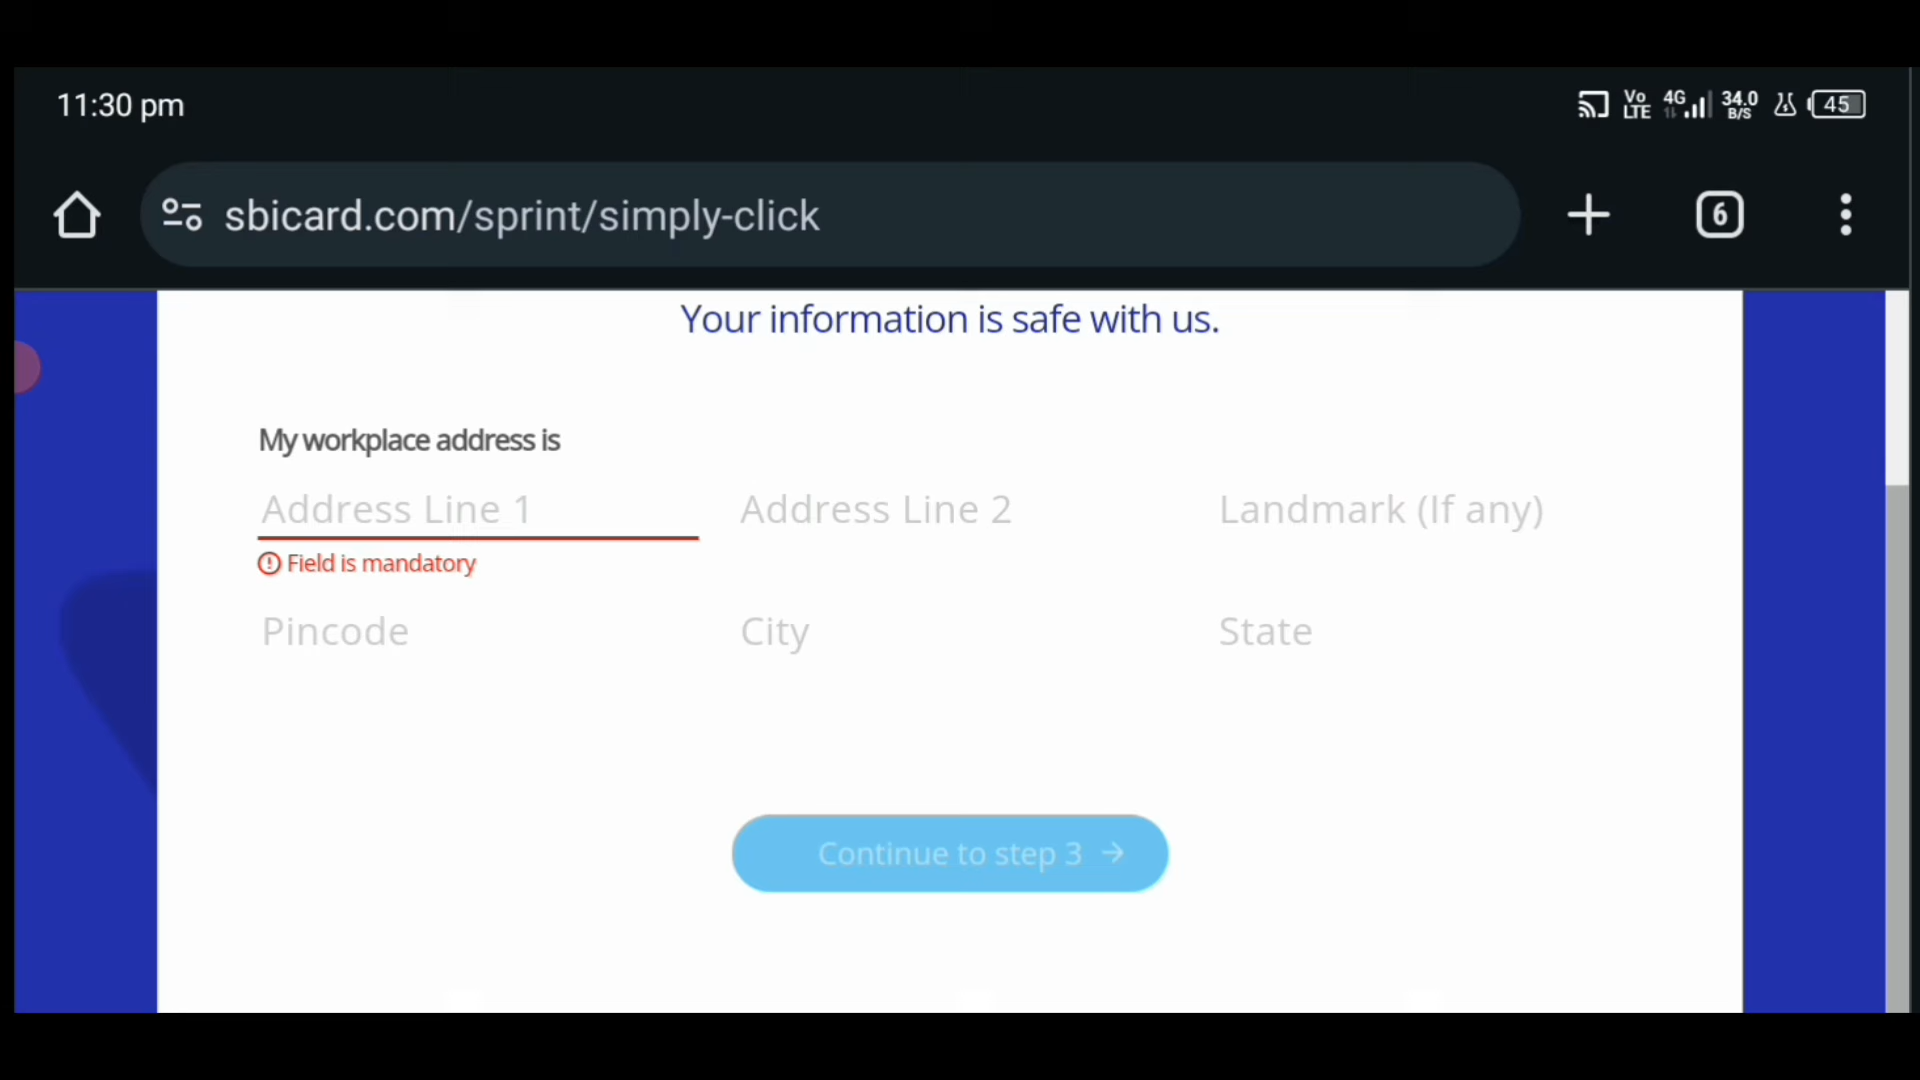 11:30 pm
Vo LTE 4G 34.0 B/S 45
sbicard.com/sprint/simply-click
6
Your information is safe with us.
My workplace address is
Address Line 1 Address Line 2 Landmark (If any)
Field is mandatory
Pincode City State
Continue to step 3 →